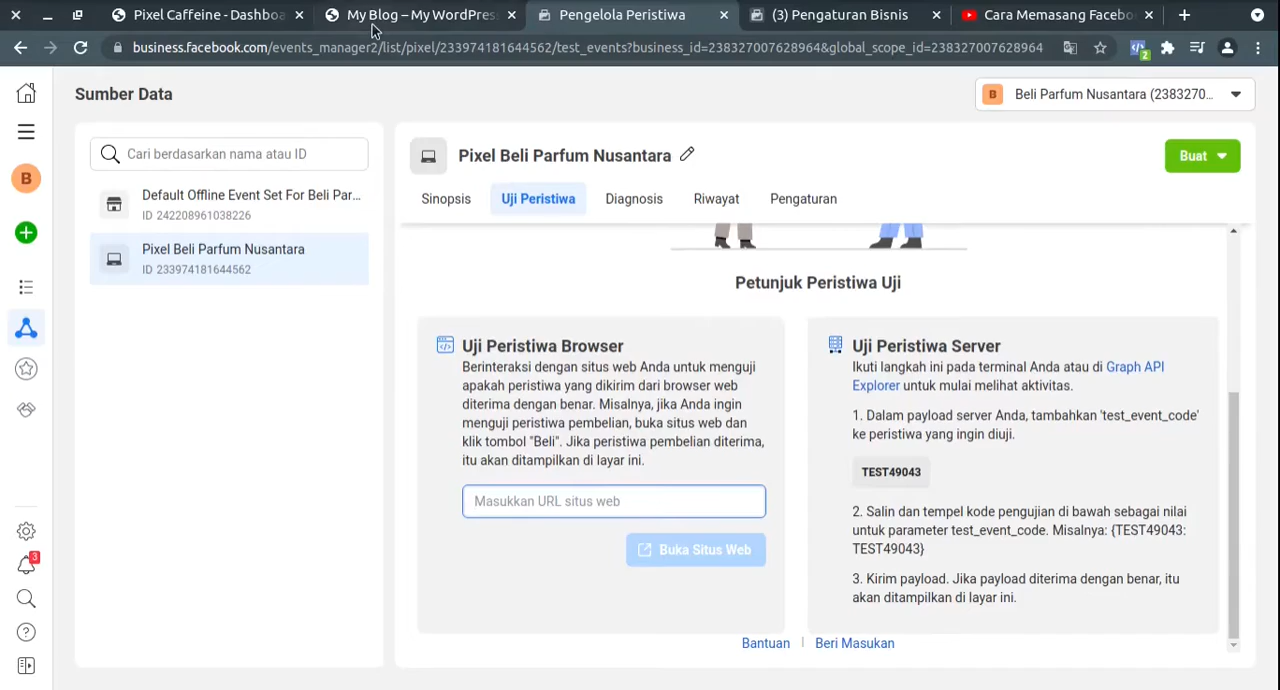 Pixel Caffeine - Dashboa
My Blog – My WordPres
Pengelola Peristiwa
(3) Pengaturan Bisnis
Cara Memasang Facebo
business.facebook.com/events_manager2/list/pixel/233974181644562/test_events?business_id=238327007628964&global_scope_id=238327007628964
2
Sumber Data
B
Beli Parfum Nusantara (2383270...
B
3
Cari berdasarkan nama atau ID
Default Offline Event Set For Beli Par...
ID 242208961038226
Pixel Beli Parfum Nusantara
ID 233974181644562
Pixel Beli Parfum Nusantara
Buat
Sinopsis
Uji Peristiwa
Diagnosis
Riwayat
Pengaturan
Petunjuk Peristiwa Uji
Uji Peristiwa Browser
Berinteraksi dengan situs web Anda untuk menguji
apakah peristiwa yang dikirim dari browser web
diterima dengan benar. Misalnya, jika Anda ingin
menguji peristiwa pembelian, buka situs web dan
klik tombol "Beli". Jika peristiwa pembelian diterima,
itu akan ditampilkan di layar ini.
Masukkan URL situs web
Buka Situs Web
Uji Peristiwa Server
Ikuti langkah ini pada terminal Anda atau di Graph API
Explorer untuk mulai melihat aktivitas.
1. Dalam payload server Anda, tambahkan 'test_event_code'
ke peristiwa yang ingin diuji.
TEST49043
2. Salin dan tempel kode pengujian di bawah sebagai nilai
untuk parameter test_event_code. Misalnya: {TEST49043:
TEST49043}
3. Kirim payload. Jika payload diterima dengan benar, itu
akan ditampilkan di layar ini.
Bantuan
Beri Masukan